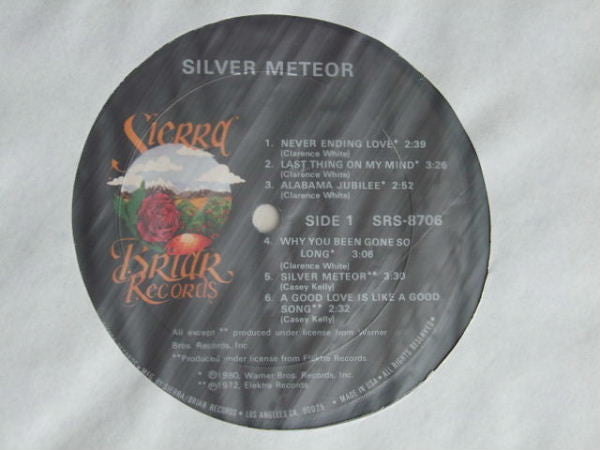 SILVER METEOR
Sierra
Briar
Records
1. NEVER ENDING LOVE* 2:39
(Clarence White)
2. LAST THING ON MY MIND* 3:26
(Clarence White)
3. ALABAMA JUBILEE* 2:52
(Clarence White)
SIDE 1 SRS-8706
4. WHY YOU BEEN GONE SO
LONG* 3:06
(Clarence White)
5. SILVER METEOR** 3:30
(Casey Kelly)
6. A GOOD LOVE IS LIKE A GOOD
SONG** 2:32
(Casey Kelly)
All except ** produced under license from Warner
Bros. Records, Inc
**Produced under license from Elektra Records.
* ℗1980, Warner Bros. Records, Inc.
** ℗1972, Elektra Records
MFG. BY SIERRA/BRIAR RECORDS • LOS ANGELES CA. 90025 • MADE IN USA • ALL RIGHTS RESERVED •